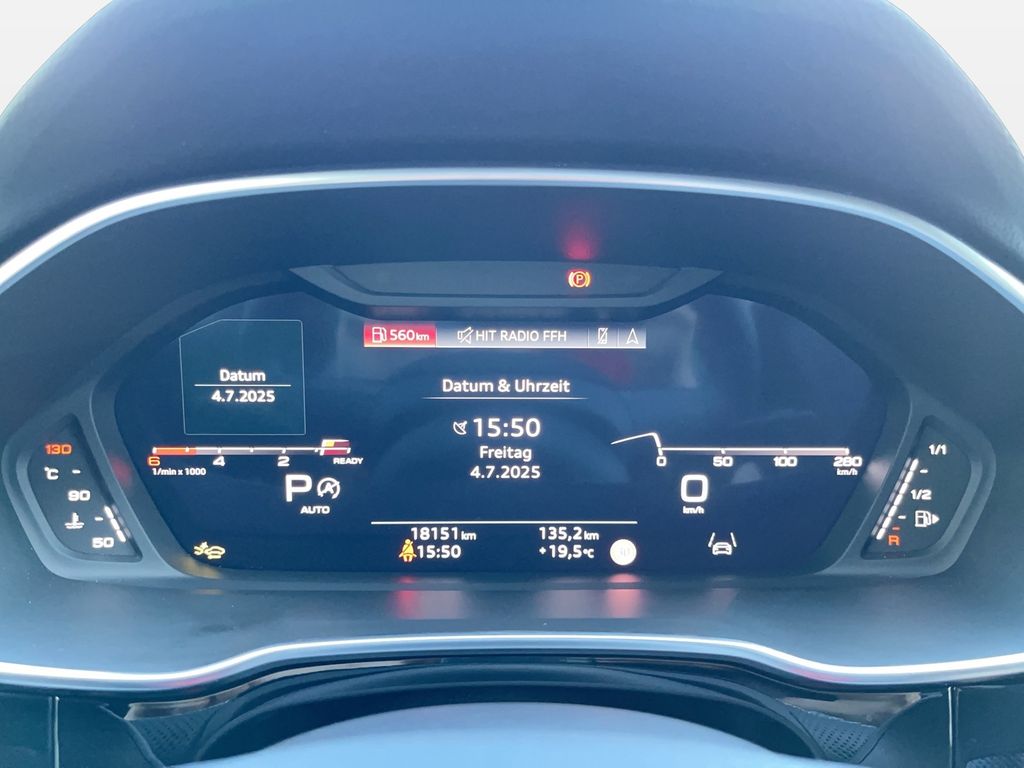 P
560 km HIT RADIO FFH
Datum
4.7.2025
Datum & Uhrzeit
15:50
Freitag
4.7.2025
6 4 2 READY
1/min x 1000
P A
AUTO
0 50 100 280
km/h
0
km/h
130
°C
90
50
1/1
1/2
R
18151 km 135,2 km
15:50 +19,5 °C